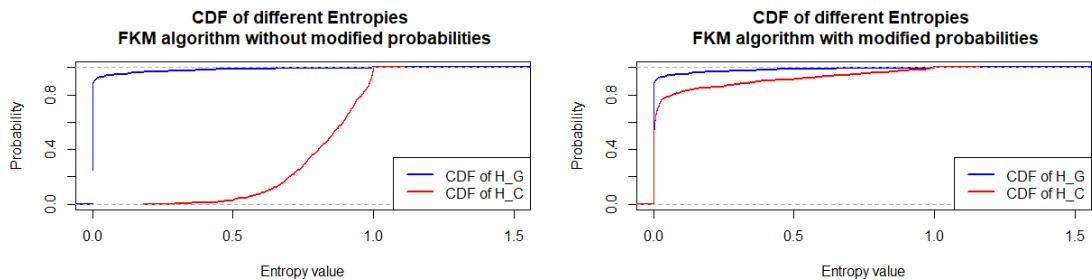 CDF of different Entropies
FKM algorithm without modified probabilities
Probability
0.0 0.4 0.8
CDF of H_G
CDF of H_C
0.0 0.5 1.0 1.5
Entropy value
CDF of different Entropies
FKM algorithm with modified probabilities
Probability
0.0 0.4 0.8
CDF of H_G
CDF of H_C
0.0 0.5 1.0 1.5
Entropy value